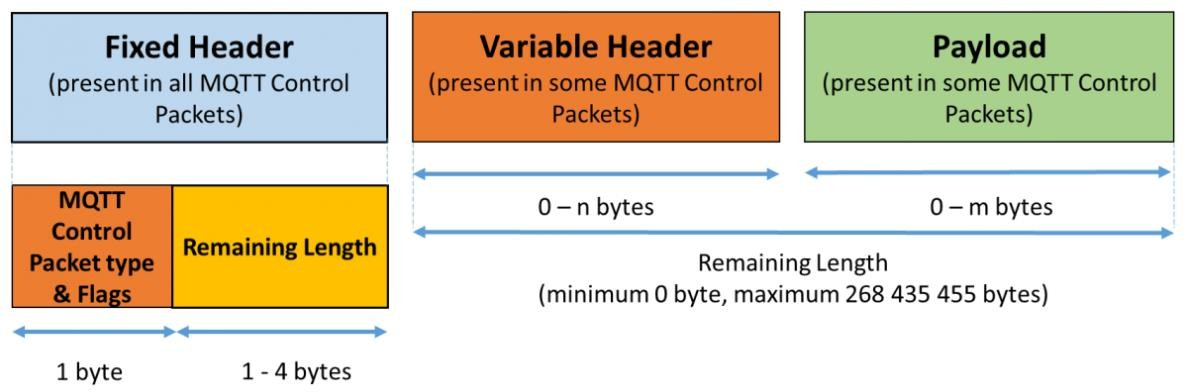 Fixed Header
(present in all MQTT Control
Packets)
Variable Header
(present in some MQTT Control
Packets)
Payload
(present in some MQTT Control
Packets)
MQTT
Control
Packet type
& Flags
Remaining Length
1 byte
1 - 4 bytes
0 – n bytes
0 – m bytes
Remaining Length
(minimum 0 byte, maximum 268 435 455 bytes)